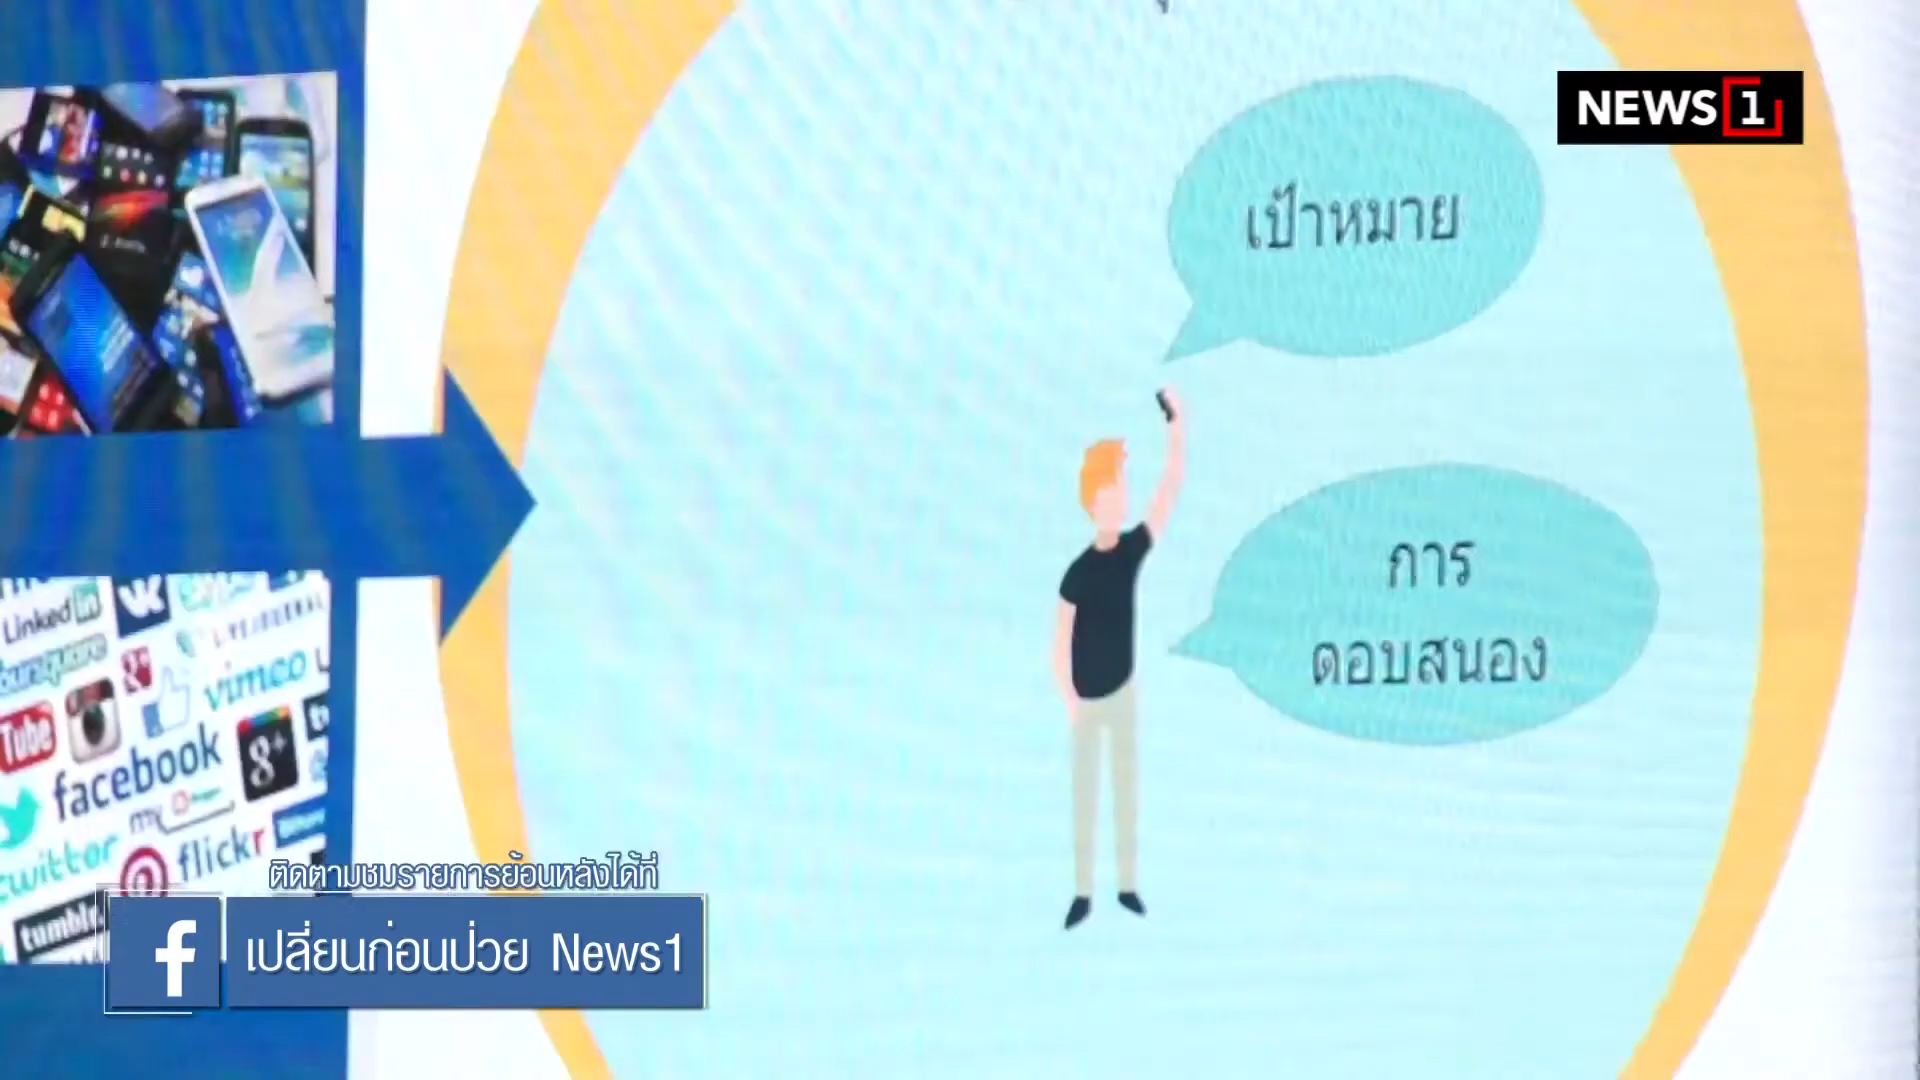 NEWS 1
เป้าหมาย
การ
ตอบสนอง
Linked in
foursquare
vimeo
Tube
facebook
g+
my
twitter
flickr
tumblr.
ติดตามชมรายการย้อนหลังได้ที่
f เปลี่ยนก่อนป่วย News1